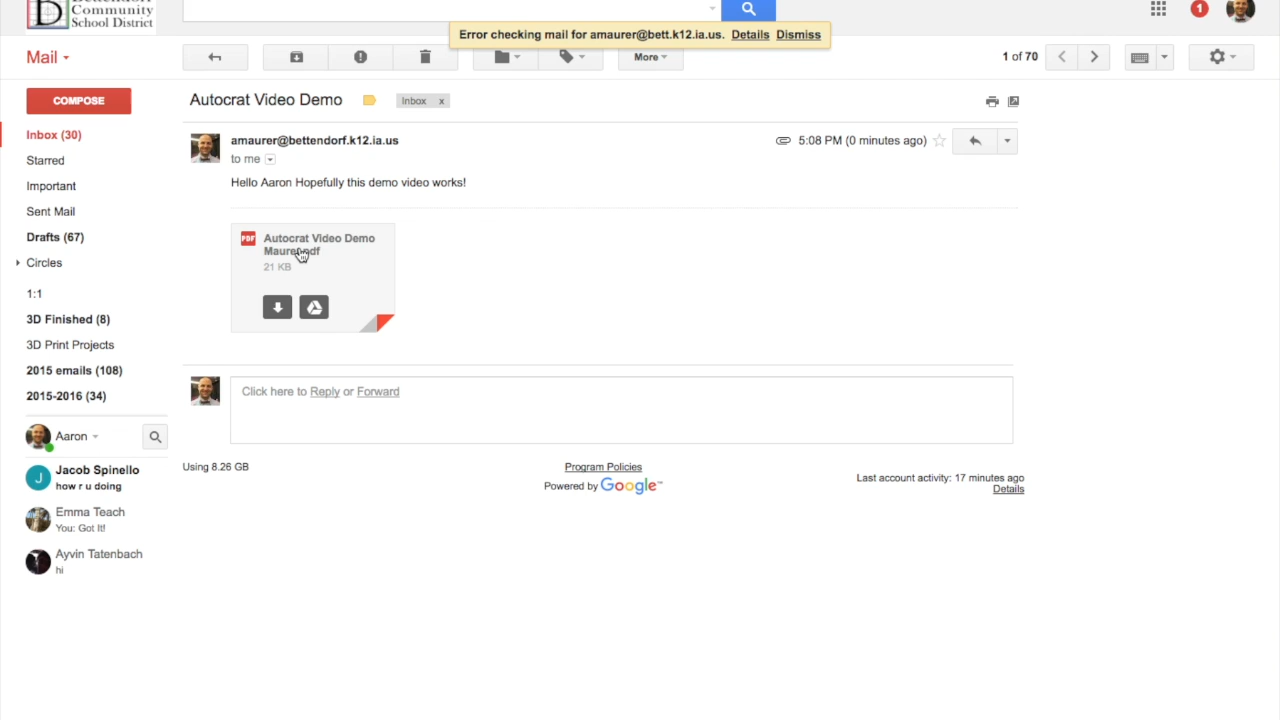 Community
School District
Error checking mail for amaurer@bett.k12.ia.us. Details Dismiss
1
Mail
More
1 of 70
COMPOSE
Autocrat Video Demo
Inbox x
Inbox (30)
amaurer@bettendorf.k12.ia.us
5:08 PM (0 minutes ago)
to me
Starred
Hello Aaron Hopefully this demo video works!
Important
Sent Mail
Drafts (67)
Circles
PDF
Autocrat Video Demo
21 KB
1:1
3D Finished (8)
3D Print Projects
2015 emails (108)
2015-2016 (34)
Click here to Reply or Forward
Aaron
Using 8.26 GB
Program Policies
Powered by Google™
Last account activity: 17 minutes ago
Details
J
Jacob Spinello
how r u doing
Emma Teach
You: Got It!
Ayvin Tatenbach
hi